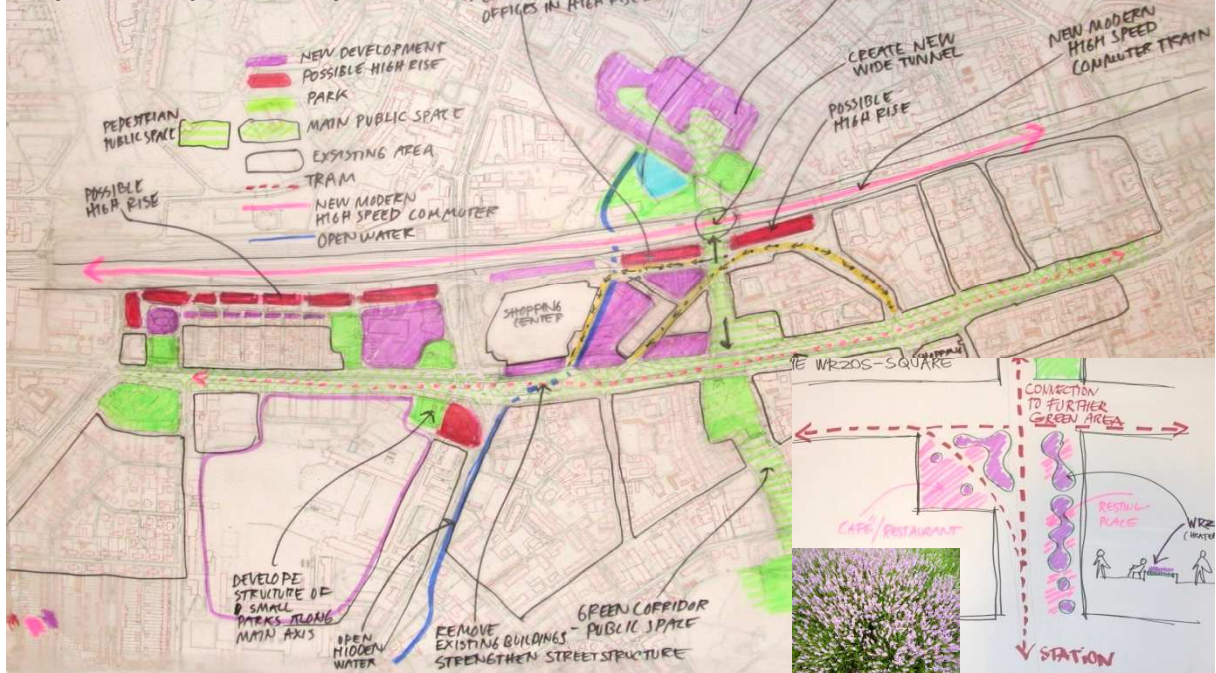 OFFICES IN HIGH
NEW DEVELOPMENT
POSSIBLE HIGH RISE
PARK
MAIN PUBLIC SPACE
EXSISTING AREA
TRAM
NEW MODERN
HIGH SPEED COMMUTER
OPEN WATER
PEDESTRIAN
PUBLIC SPACE
POSSIBLE
HIGH RISE
CREATE NEW
WIDE TUNNEL
NEW MODERN
HIGH SPEED
COMMUTER TRAIN
POSSIBLE
HIGH RISE
SHOPPING
CENTER
SHOPPING
WRZOS-SQUARE
CONNECTION
TO FURTHER
GREEN AREA
CAFÉ/RESTAURANT
RESTING-
PLACE
STATION
DEVELOPE
STRUCTURE OF
SMALL
PARKS ALONG
MAIN AXIS
OPEN
HIDDEN
WATER
REMOVE
EXISTING BUILDINGS -
STRENGTHEN STREET STRUCTURE
GREEN CORRIDOR
- PUBLIC SPACE